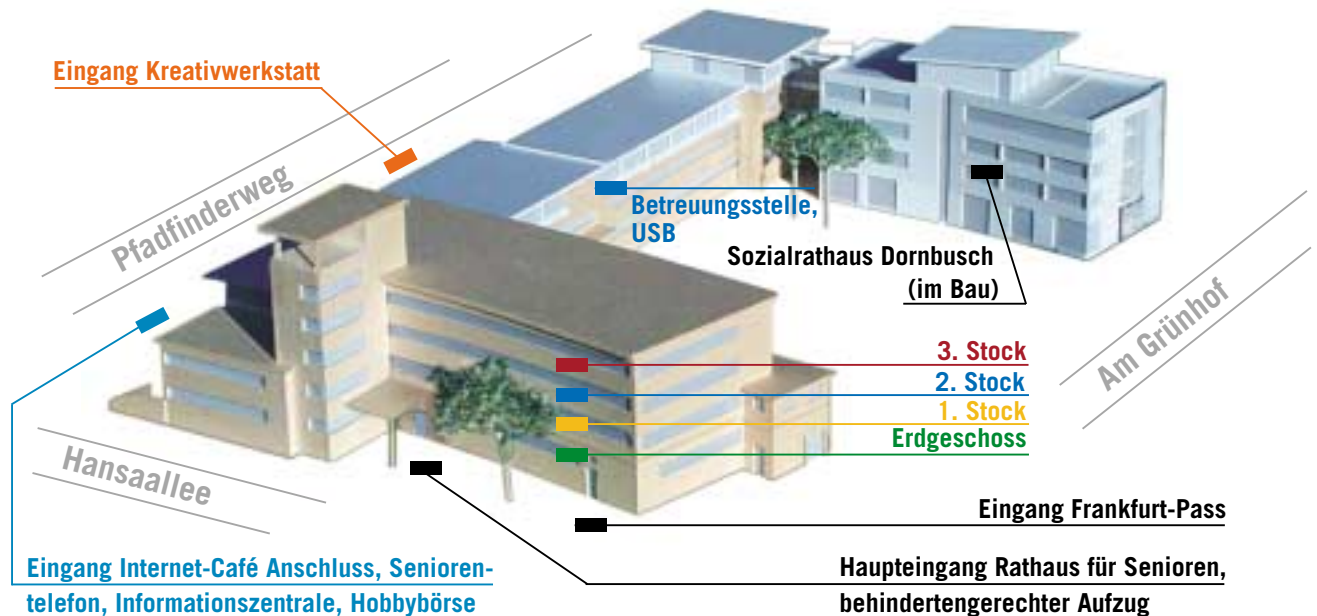 Eingang Kreativwerkstatt
Pfadfinderweg
Betreuungsstelle,
USB
Sozialrathaus Dornbusch
(im Bau)
Am Grünhof
3. Stock
2. Stock
1. Stock
Erdgeschoss
Hansaallee
Eingang Frankfurt-Pass
Eingang Internet-Café Anschluss, Senioren-
telefon, Informationszentrale, Hobbybörse
Haupteingang Rathaus für Senioren,
behindertengerechter Aufzug